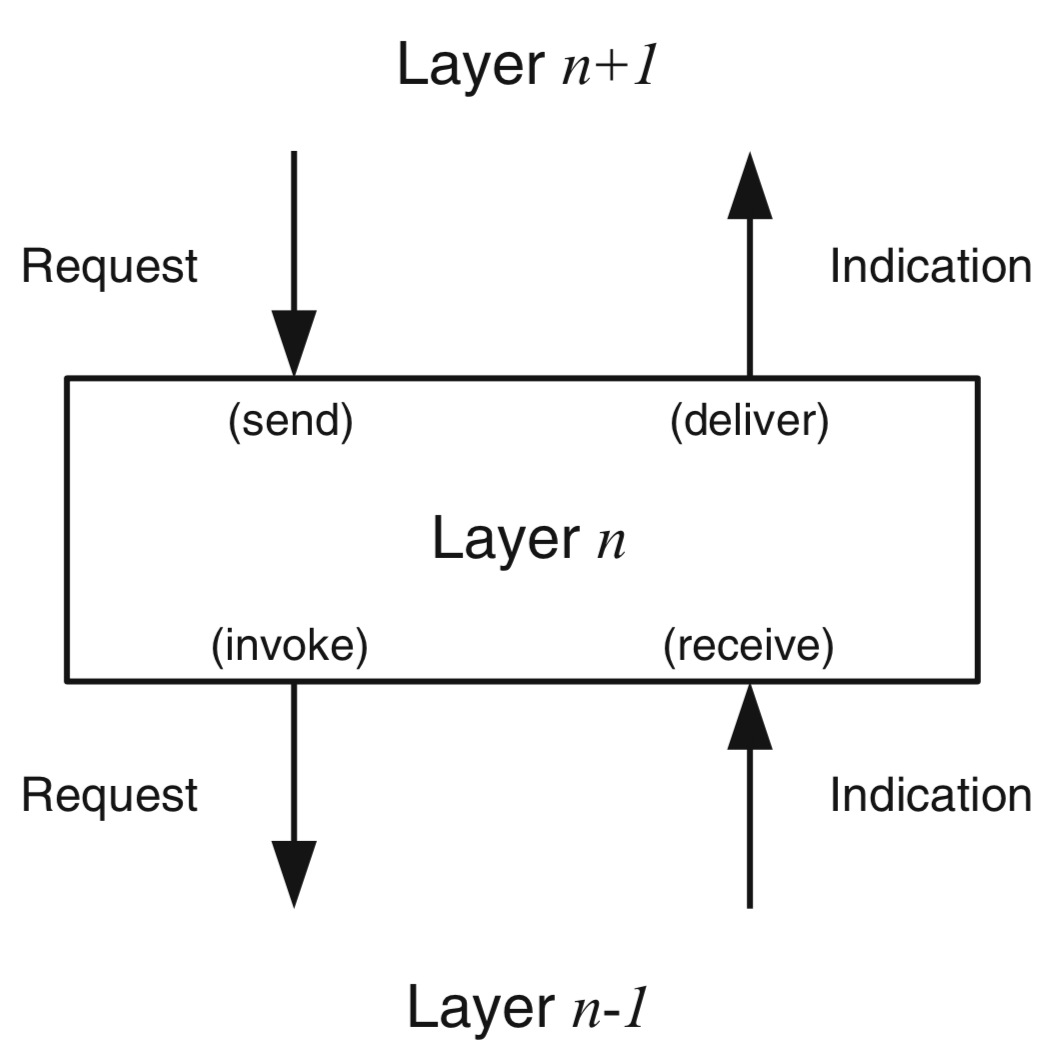 Layer n+1
Request Indication
(send) (deliver)
Layer n
(invoke) (receive)
Request Indication
Layer n-1